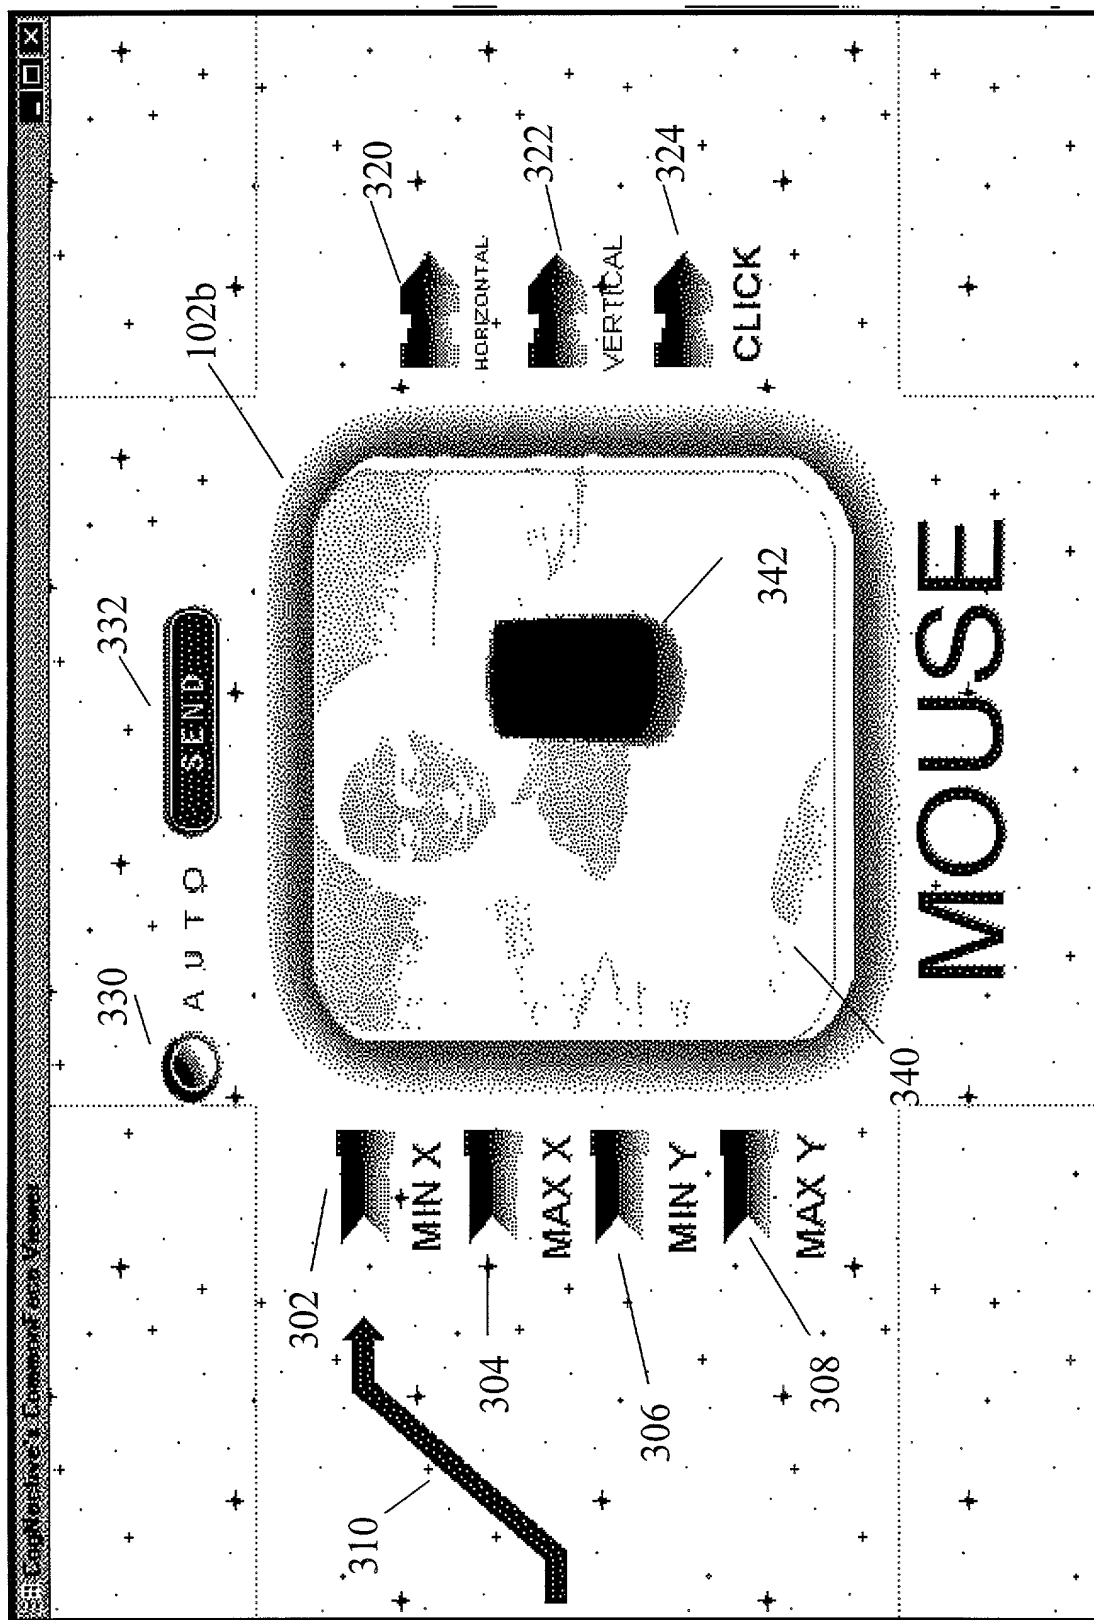 Viewer
330
332
AUTO
SEND
102b
302
310
320
MIN X
HORIZONTAL
304
322
MAX X
VERTICAL
306
324
MIN Y
CLICK
342
308
MAX Y
340
MOUSE